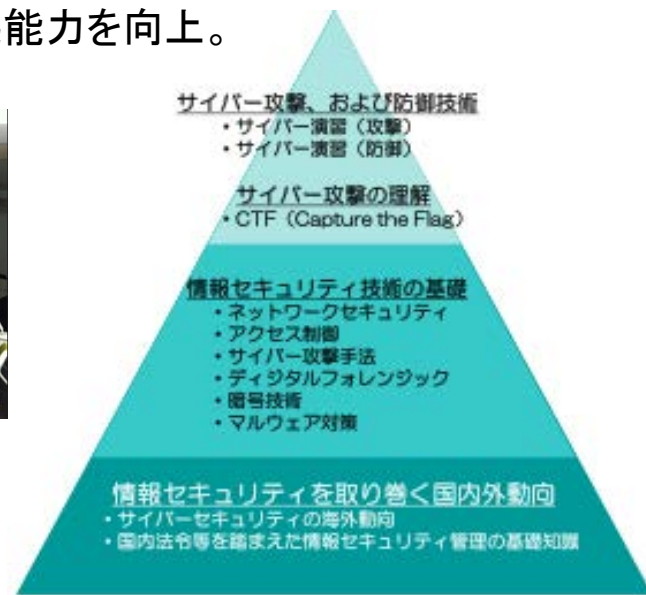 能力を向上。
サイバー攻撃、および防御技術
・サイバー演習（攻撃）
・サイバー演習（防御）
サイバー攻撃の理解
・CTF（Capture the Flag）
情報セキュリティ技術の基礎
・ネットワークセキュリティ
・アクセス制御
・サイバー攻撃手法
・ディジタルフォレンジック
・暗号技術
・マルウェア対策
情報セキュリティを取り巻く国内外動向
・サイバーセキュリティの海外動向
・国内法令等を踏まえた情報セキュリティ管理の基礎知識